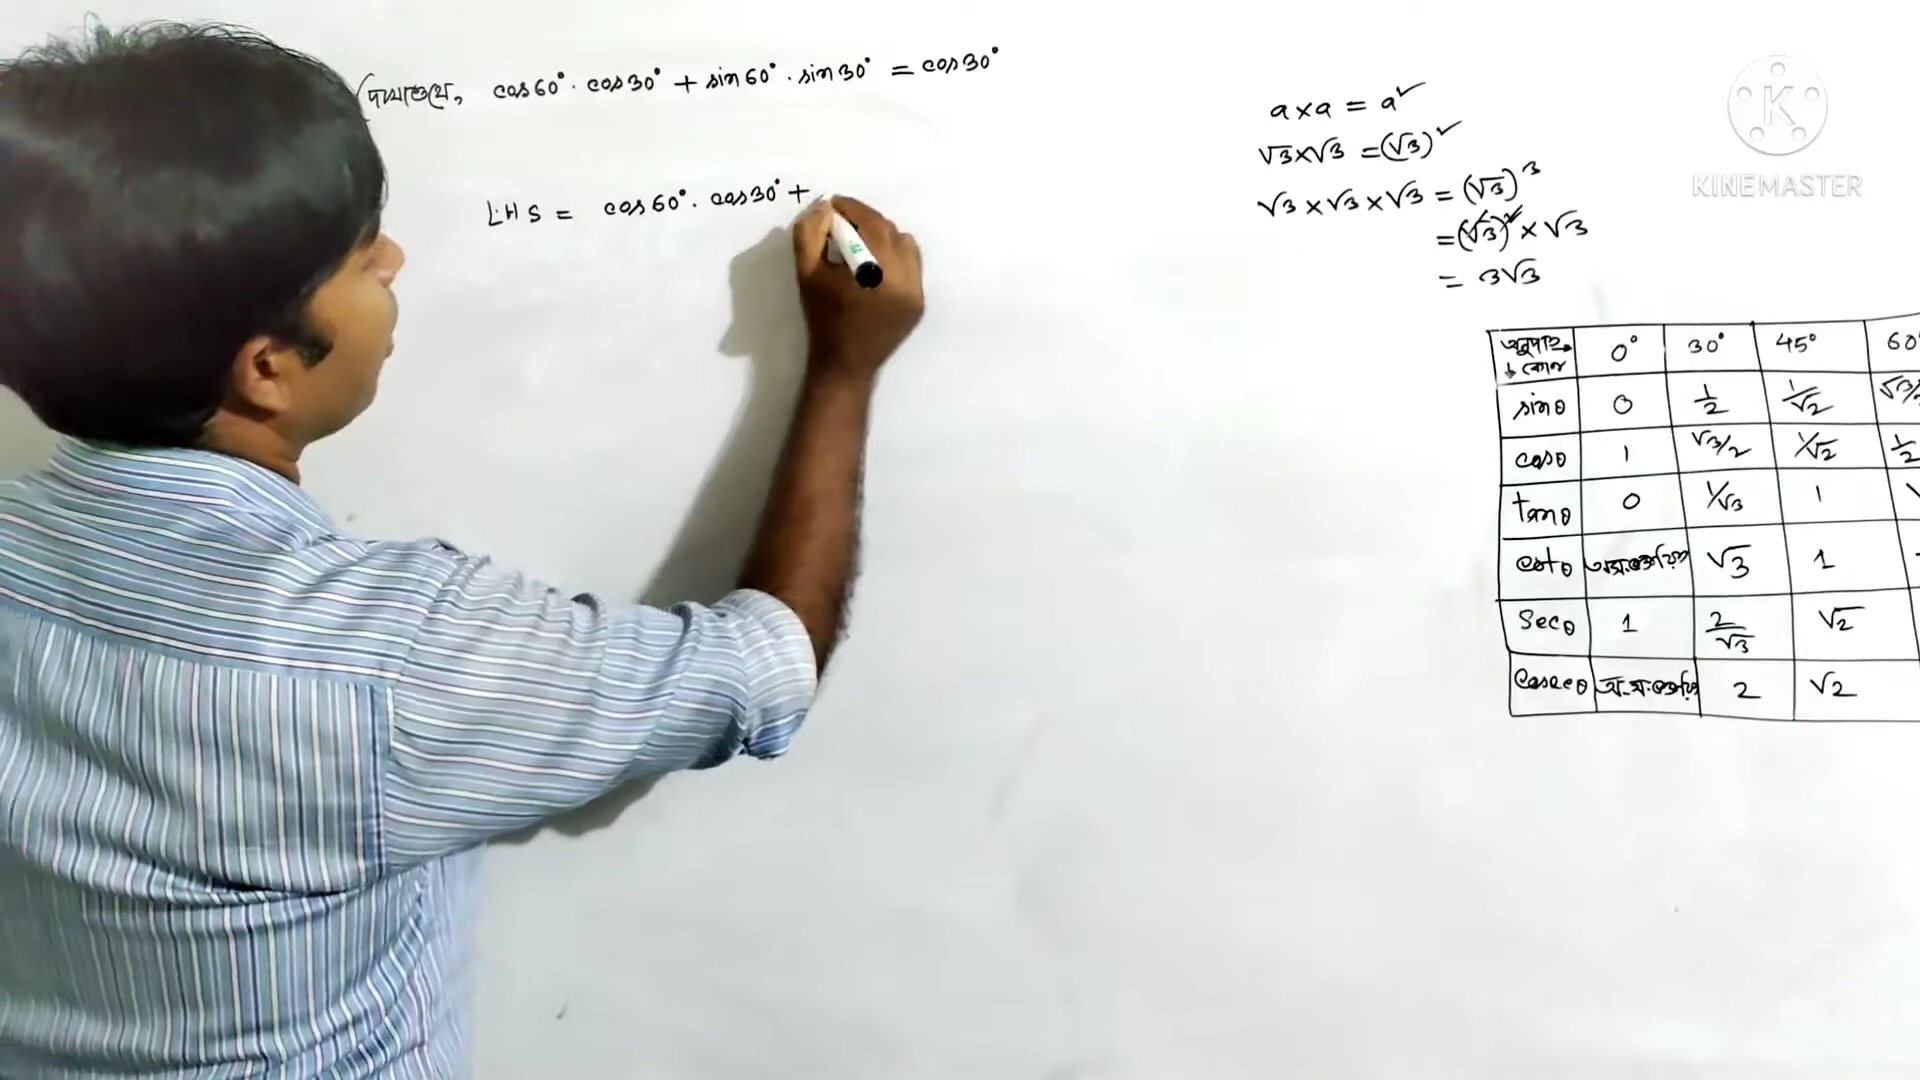 দেখাও যে, cos60°. cos30° + sin60°. sin30° = cos30°
LHS = cos60°. cos30° +
a×a = a²
√3×√3 = (√3)²
√3 × √3 × √3 = (√3)³
= (√3)² × √3
= 3√3
KINEMASTER
অনুপাত 0° 30° 45° 60°
↓ কোণ
sinθ 0 1/2 1/√2 √3/2
cosθ 1 √3/2 1/√2 1/2
tanθ 0 1/√3 1
cotθ √3 1
Secθ 1 2/√3 √2
Cosecθ 2 √2